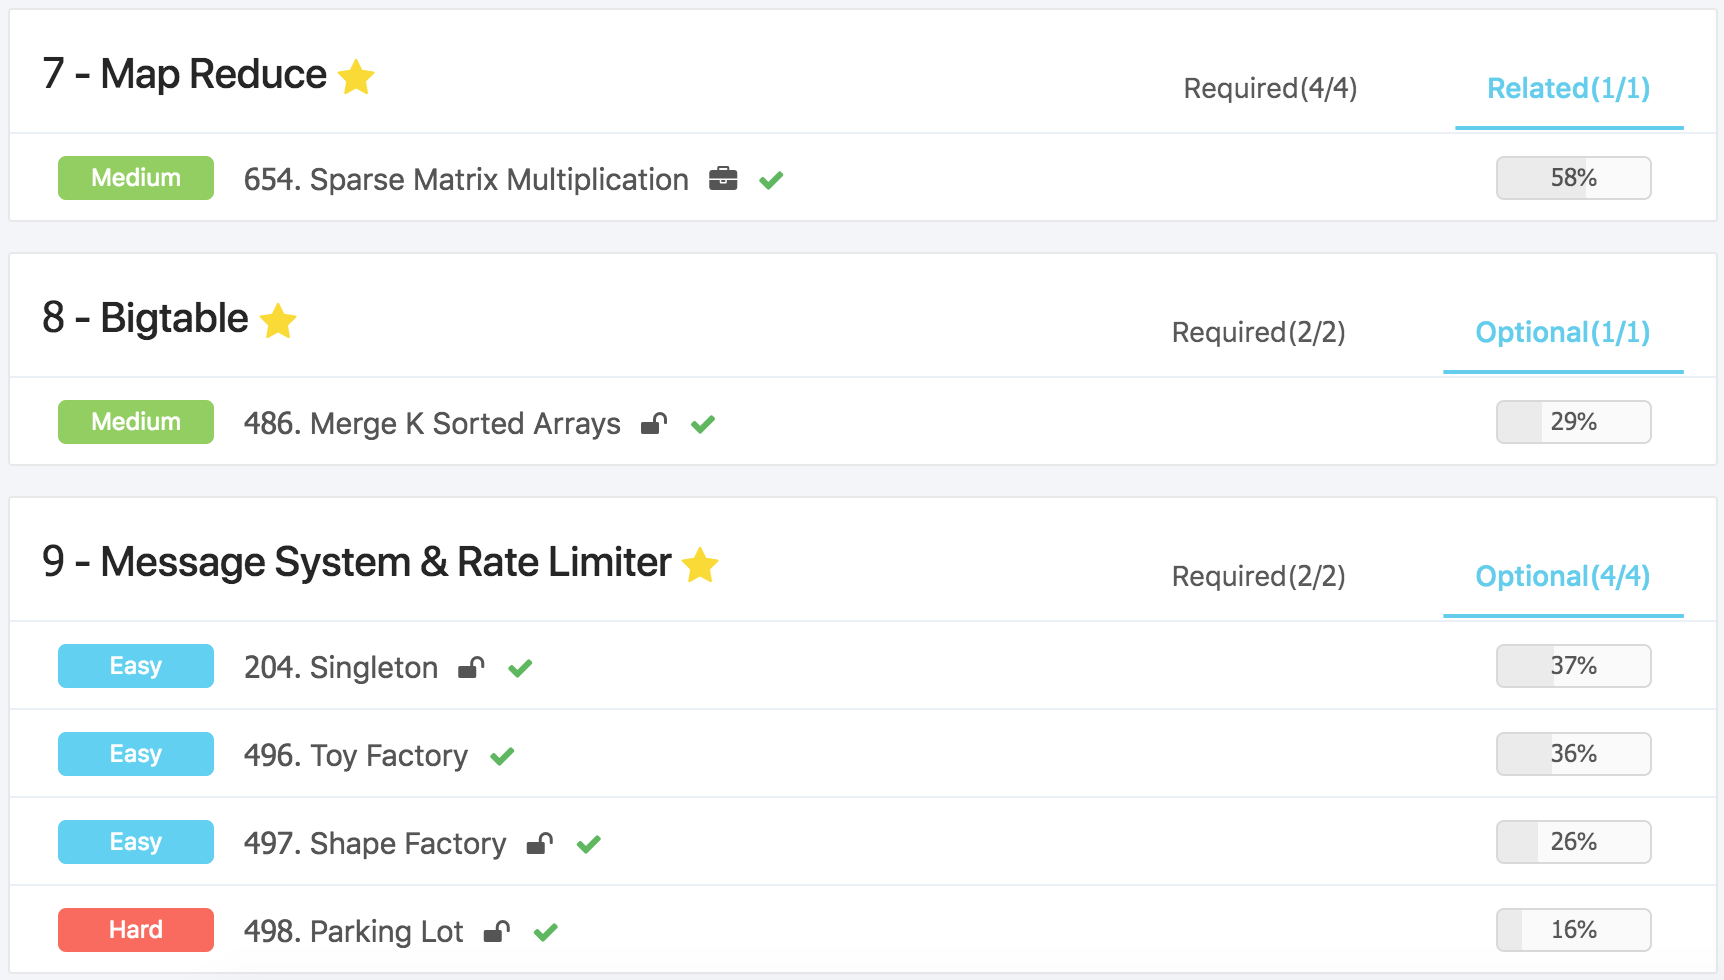 7 - Map Reduce
Required(4/4) Related(1/1)
Medium 654. Sparse Matrix Multiplication 58%
8 - Bigtable
Required(2/2) Optional(1/1)
Medium 486. Merge K Sorted Arrays 29%
9 - Message System & Rate Limiter
Required(2/2) Optional(4/4)
Easy 204. Singleton 37%
Easy 496. Toy Factory 36%
Easy 497. Shape Factory 26%
Hard 498. Parking Lot 16%